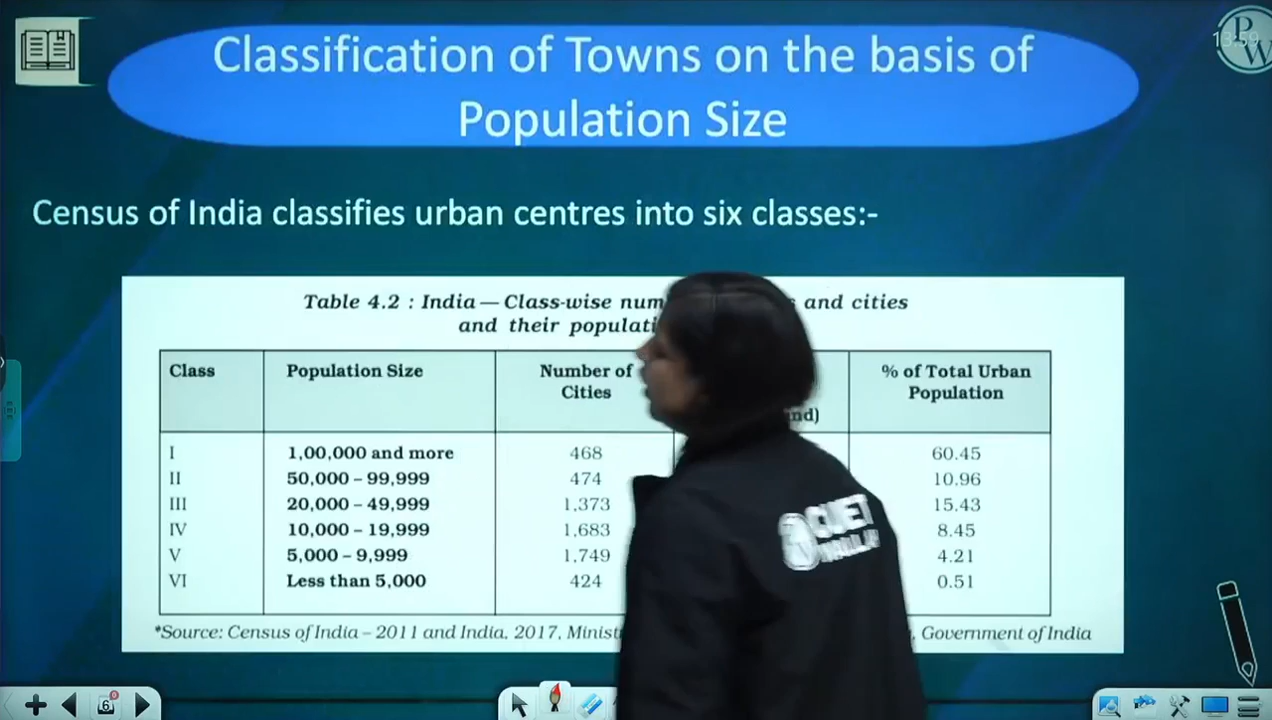 Classification of Towns on the basis of
Population Size
13:59
P
W
Census of India classifies urban centres into six classes:-
Table 4.2 : India — Class-wise and cities
and their
Class Population Size Number of % of Total Urban
Cities Population
I 1,00,000 and more 468 60.45
II 50,000 – 99,999 474 10.96
III 20,000 – 49,999 1,373 15.43
IV 10,000 – 19,999 1,683 8.45
V 5,000 – 9,999 1,749 4.21
VI Less than 5,000 424 0.51
*Source: Census of India – 2011 and India, 2017, Government of India
CUET
6